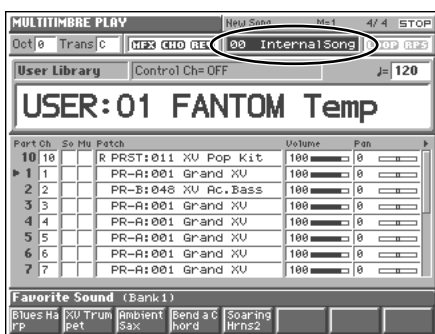 MULTITIMBRE PLAY New Song M=1 4/ 4 STOP
Oct 0 Trans C MFX CHO REV 00 InternalSong LOOP RPS
User Library Control Ch= OFF ♩= 120
USER:01 FANTOM Temp
Part Ch So Mu Patch Volume Pan
10 10 R PRST:011 XV Pop Kit 100 0
1 1 PR-A:001 Grand XV 100 0
2 2 PR-B:048 XV Ac.Bass 100 0
3 3 PR-A:001 Grand XV 100 0
4 4 PR-A:001 Grand XV 100 0
5 5 PR-A:001 Grand XV 100 0
6 6 PR-A:001 Grand XV 100 0
7 7 PR-A:001 Grand XV 100 0
Favorite Sound (Bank1)
Blues Ha XV Trum Ambient Bend a C Soaring
rp pet Sax hord Hrns2